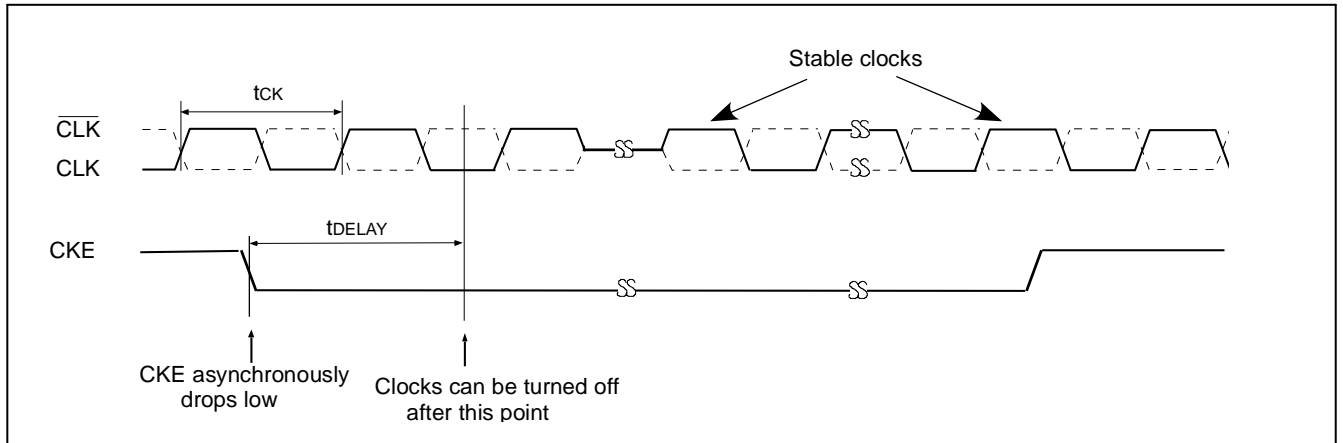 Stable clocks
tCK
CLK
CLK
tDELAY
CKE
CKE asynchronously
drops low
Clocks can be turned off
after this point